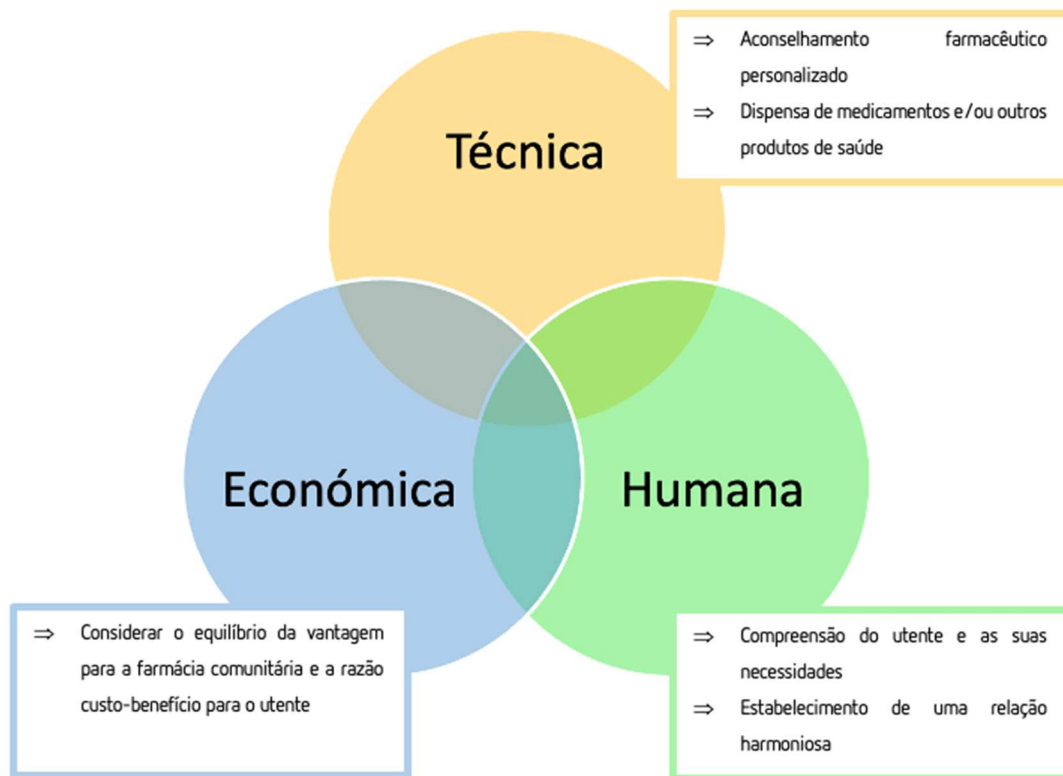 ⇒ Aconselhamento farmacêutico
personalizado
⇒ Dispensa de medicamentos e/ou outros
produtos de saúde
Técnica
Económica
Humana
⇒ Considerar o equilíbrio da vantagem
para a farmácia comunitária e a razão
custo-benefício para o utente
⇒ Compreensão do utente e as suas
necessidades
⇒ Estabelecimento de uma relação
harmoniosa